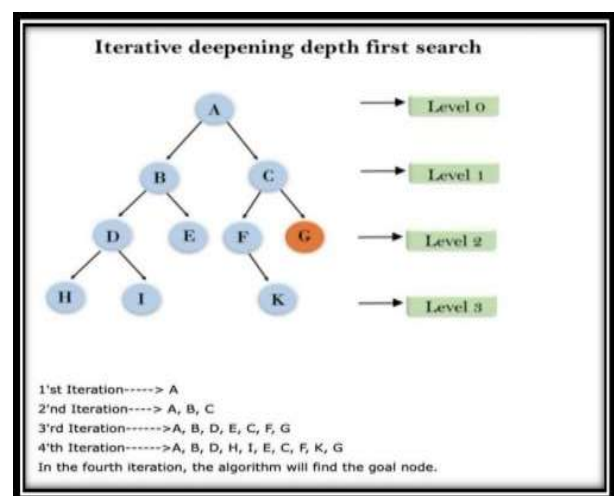 Iterative deepening depth first search
A
Level 0
B
C
Level 1
D
E
F
G
Level 2
H
I
K
Level 3
1'st Iteration-----> A
2'nd Iteration----> A, B, C
3'rd Iteration------>A, B, D, E, C, F, G
4'th Iteration------>A, B, D, H, I, E, C, F, K, G
In the fourth iteration, the algorithm will find the goal node.